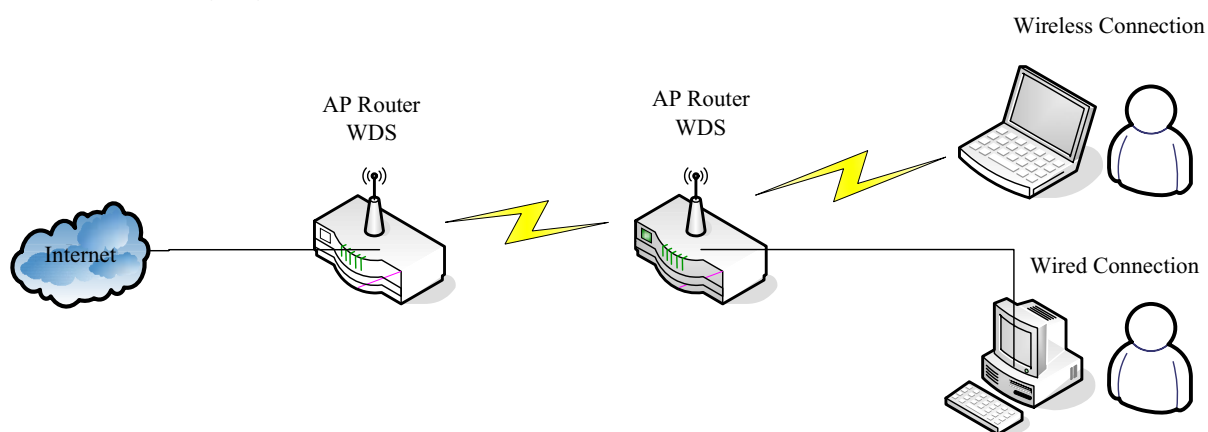 Wireless Connection
AP Router
WDS
AP Router
WDS
Internet
Wired Connection